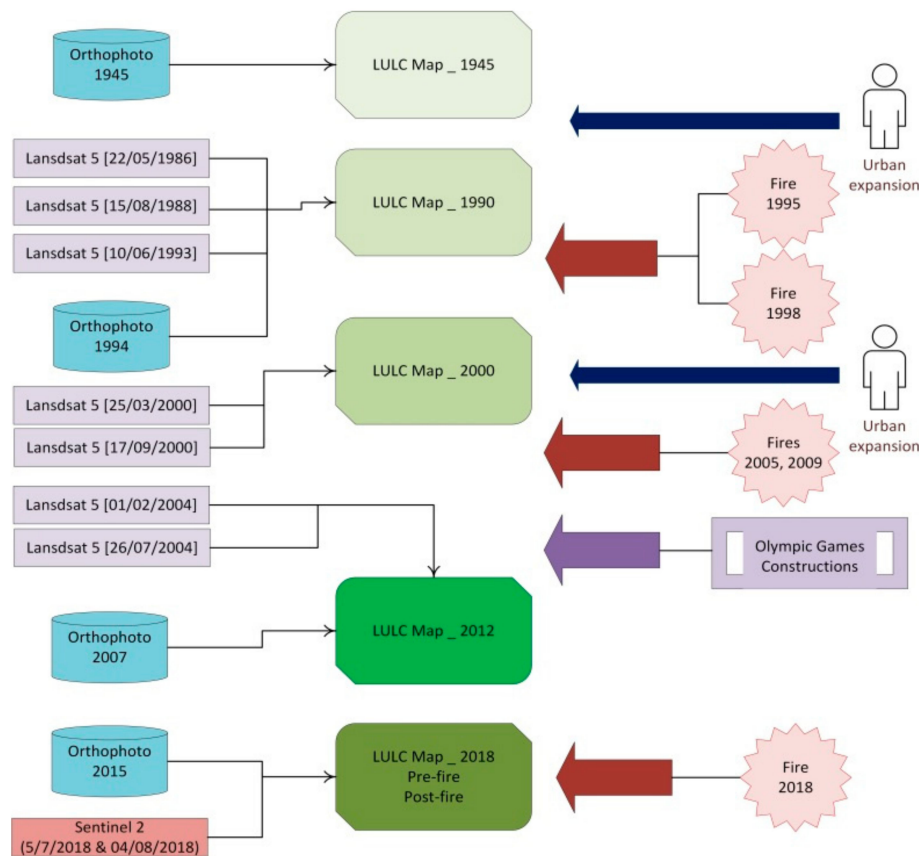 Orthophoto
1945
LULC Map _ 1945
Urban
expansion
Lansdsat 5 [22/05/1986]
Lansdsat 5 [15/08/1988]
Lansdsat 5 [10/06/1993]
LULC Map _ 1990
Fire
1995
Fire
1998
Orthophoto
1994
Lansdsat 5 [25/03/2000]
Lansdsat 5 [17/09/2000]
LULC Map _ 2000
Urban
expansion
Fires
2005, 2009
Lansdsat 5 [01/02/2004]
Lansdsat 5 [26/07/2004]
Olympic Games
Constructions
LULC Map _ 2012
Orthophoto
2007
Orthophoto
2015
LULC Map _ 2018
Pre-fire
Post-fire
Fire
2018
Sentinel 2
(5/7/2018 & 04/08/2018)